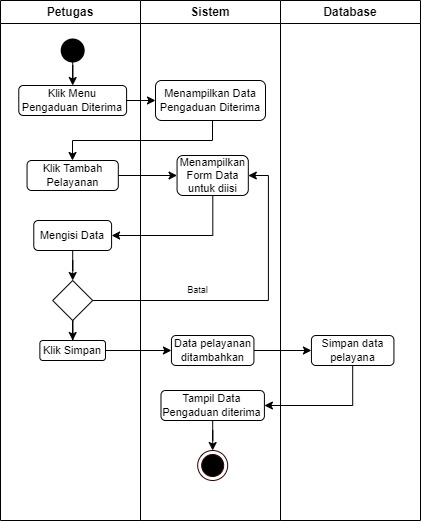 Petugas
Sistem
Database
Klik Menu
Pengaduan Diterima
Menampilkan Data
Pengaduan Diterima
Klik Tambah
Pelayanan
Menampilkan
Form Data
untuk diisi
Mengisi Data
Batal
Klik Simpan
Data pelayanan
ditambahkan
Simpan data
pelayana
Tampil Data
Pengaduan diterima